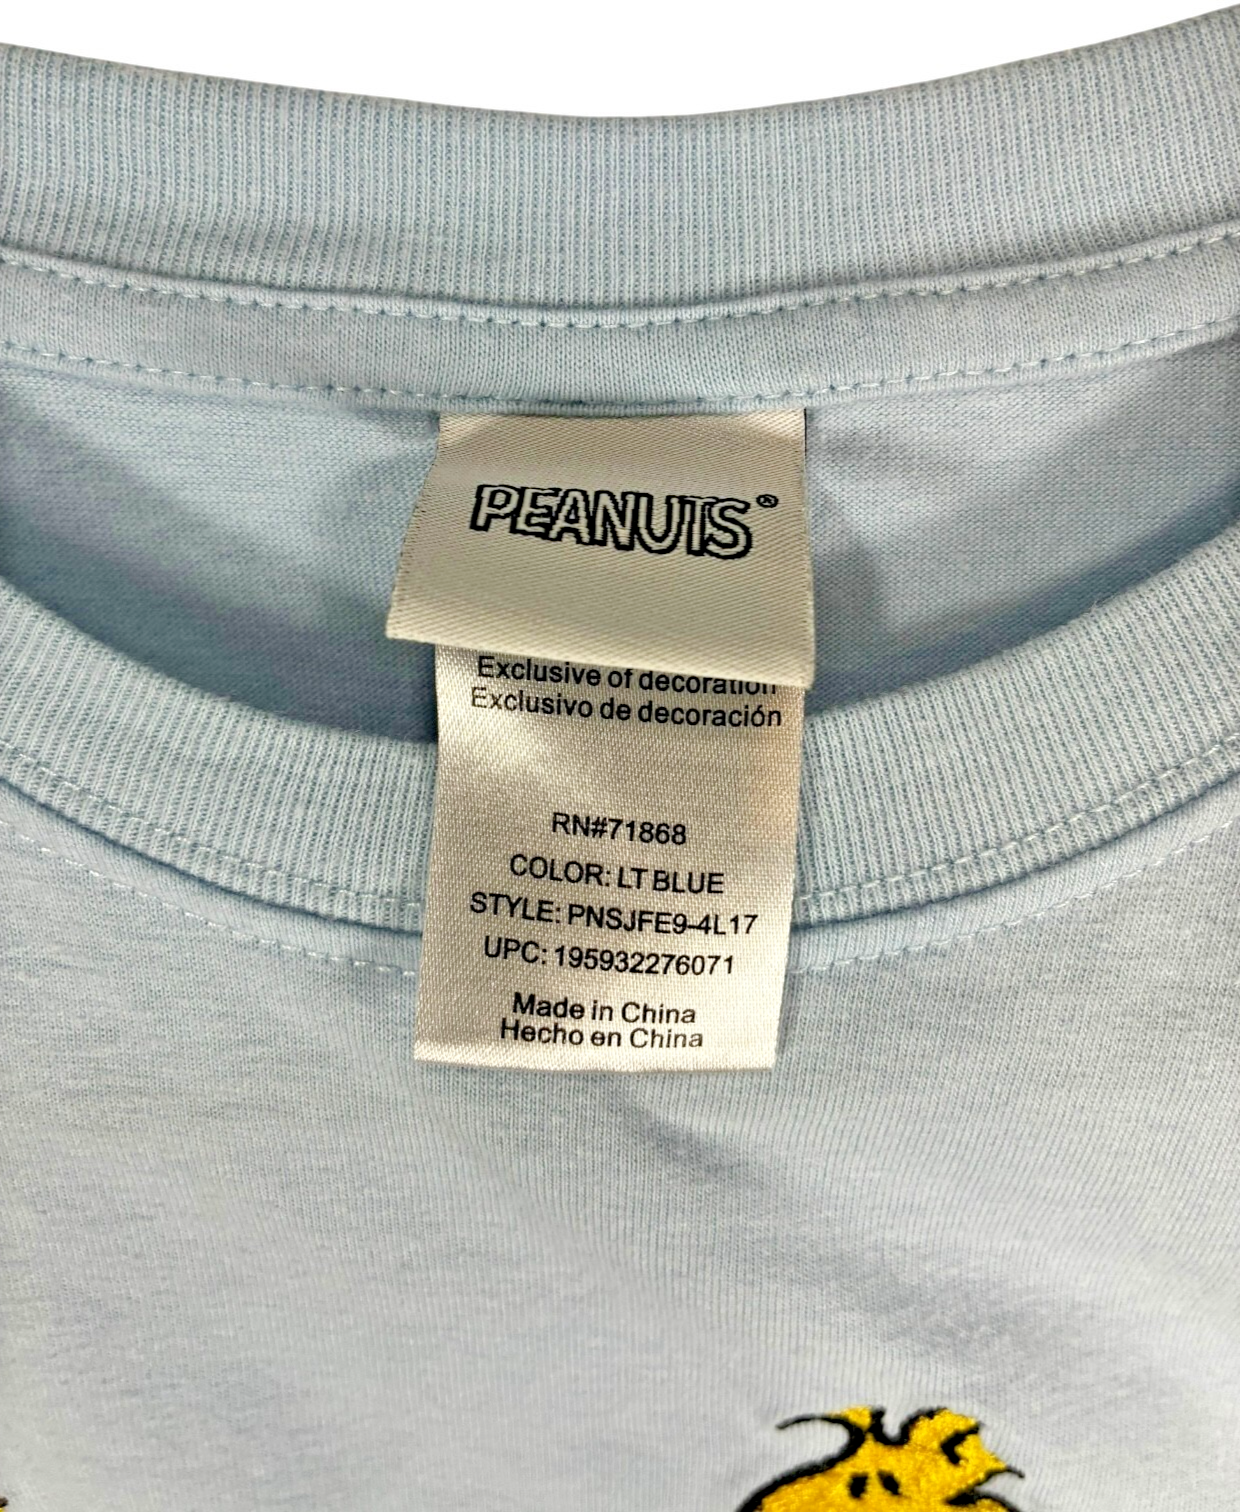 PEANUTS®
Exclusive of decoration
Exclusivo de decoración
RN#71868
COLOR: LT BLUE
STYLE: PNSJFE9-4L17
UPC: 195932276071
Made in China
Hecho en China